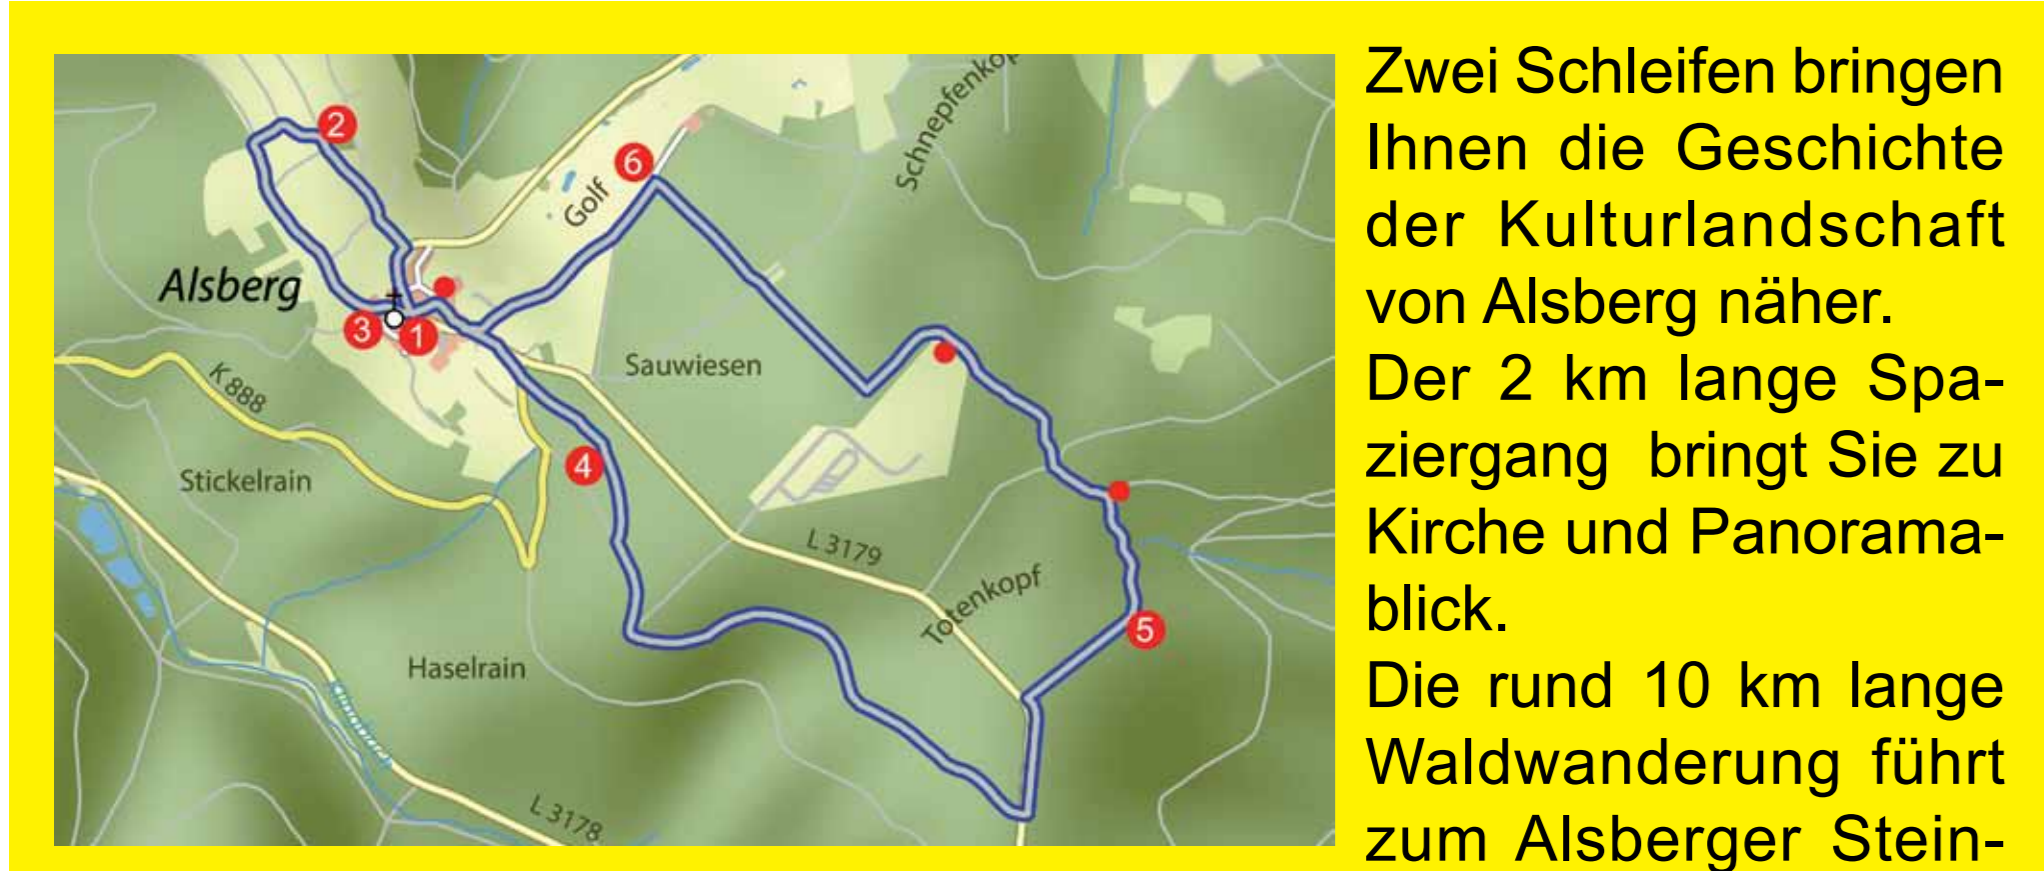 Zwei Schleifen bringen
Ihnen die Geschichte
der Kulturlandschaft
von Alsberg näher.
Der 2 km lange Spa-
ziergang bringt Sie zu
Kirche und Panorama-
blick.
Die rund 10 km lange
Waldwanderung führt
zum Alsberger Stein-
2
6
Golf
Alsberg
3
1
Sauwiesen
K 888
4
Stickelrain
L 3179
Totenkopf
5
Haselrain
L 3178